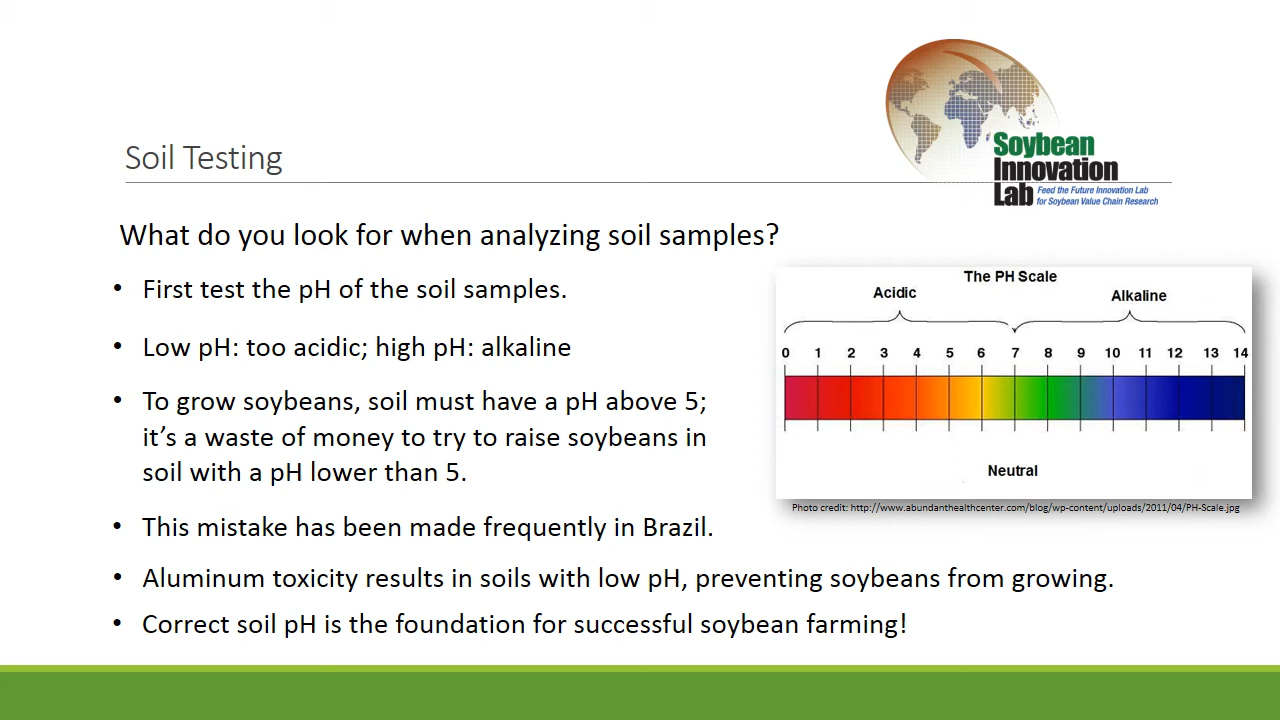 Soybean
Innovation
Lab Feed the Future Innovation Lab
for Soybean Value Chain Research
Soil Testing
What do you look for when analyzing soil samples?
• First test the pH of the soil samples.
• Low pH: too acidic; high pH: alkaline
• To grow soybeans, soil must have a pH above 5;
it’s a waste of money to try to raise soybeans in
soil with a pH lower than 5.
• This mistake has been made frequently in Brazil.
• Aluminum toxicity results in soils with low pH, preventing soybeans from growing.
• Correct soil pH is the foundation for successful soybean farming!
The PH Scale
Acidic
Alkaline
0 1 2 3 4 5 6 7 8 9 10 11 12 13 14
Neutral
Photo credit: http://www.abundanthealthcenter.com/blog/wp-content/uploads/2011/04/PH-Scale.jpg